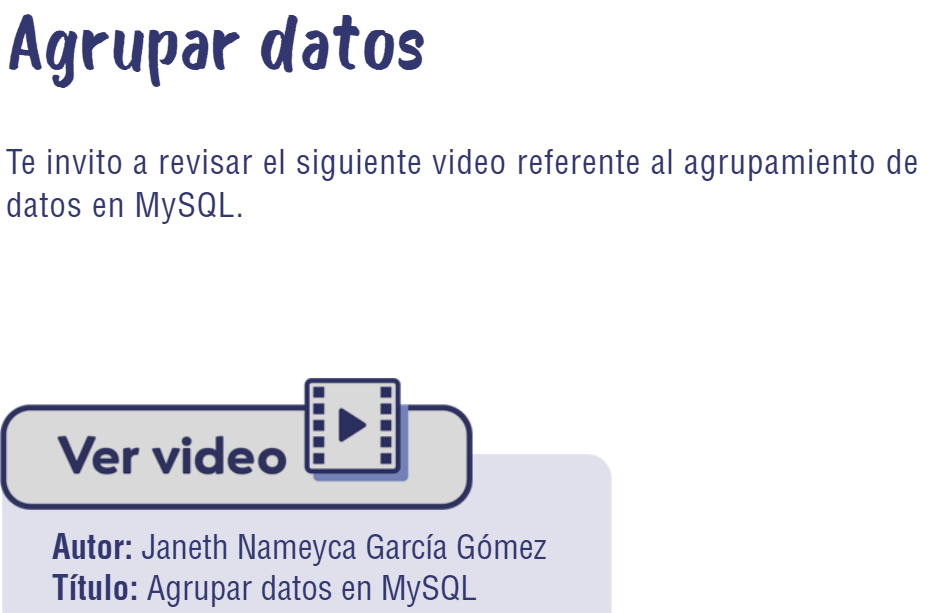 Agrupar datos
Te invito a revisar el siguiente video referente al agrupamiento de
datos en MySQL.
Ver video
Autor: Janeth Nameyca García Gómez
Título: Agrupar datos en MySQL